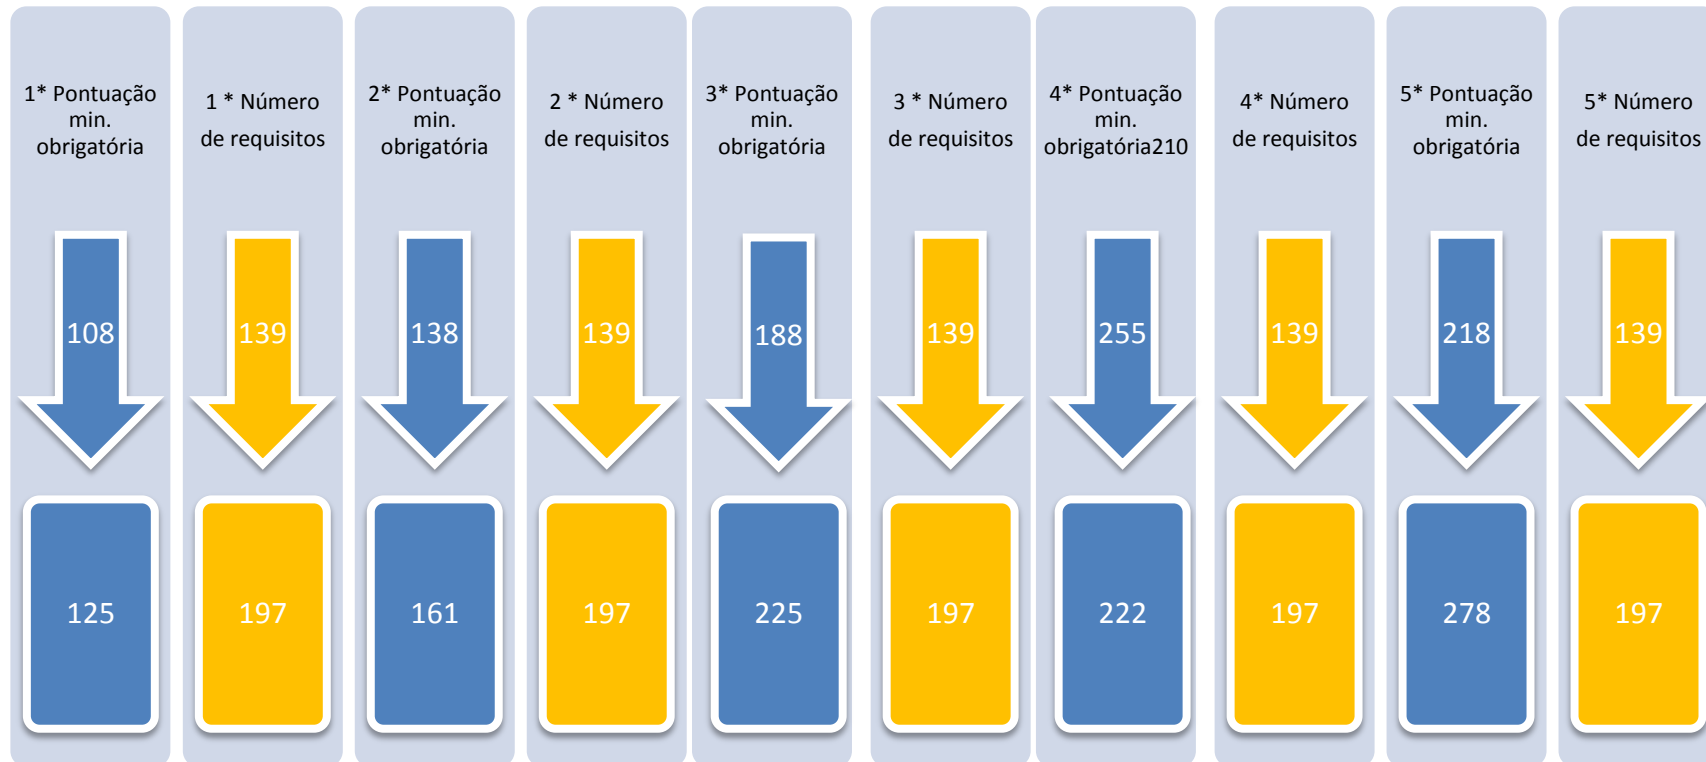 1* Pontuação
min.
obrigatória
1 * Número
de requisitos
2* Pontuação
min.
obrigatória
2 * Número
de requisitos
3* Pontuação
min.
obrigatória
3 * Número
de requisitos
4* Pontuação
min.
obrigatória210
4* Número
de requisitos
5* Pontuação
min.
obrigatória
5* Número
de requisitos
108
139
138
139
188
139
255
139
218
139
125
197
161
197
225
197
222
197
278
197